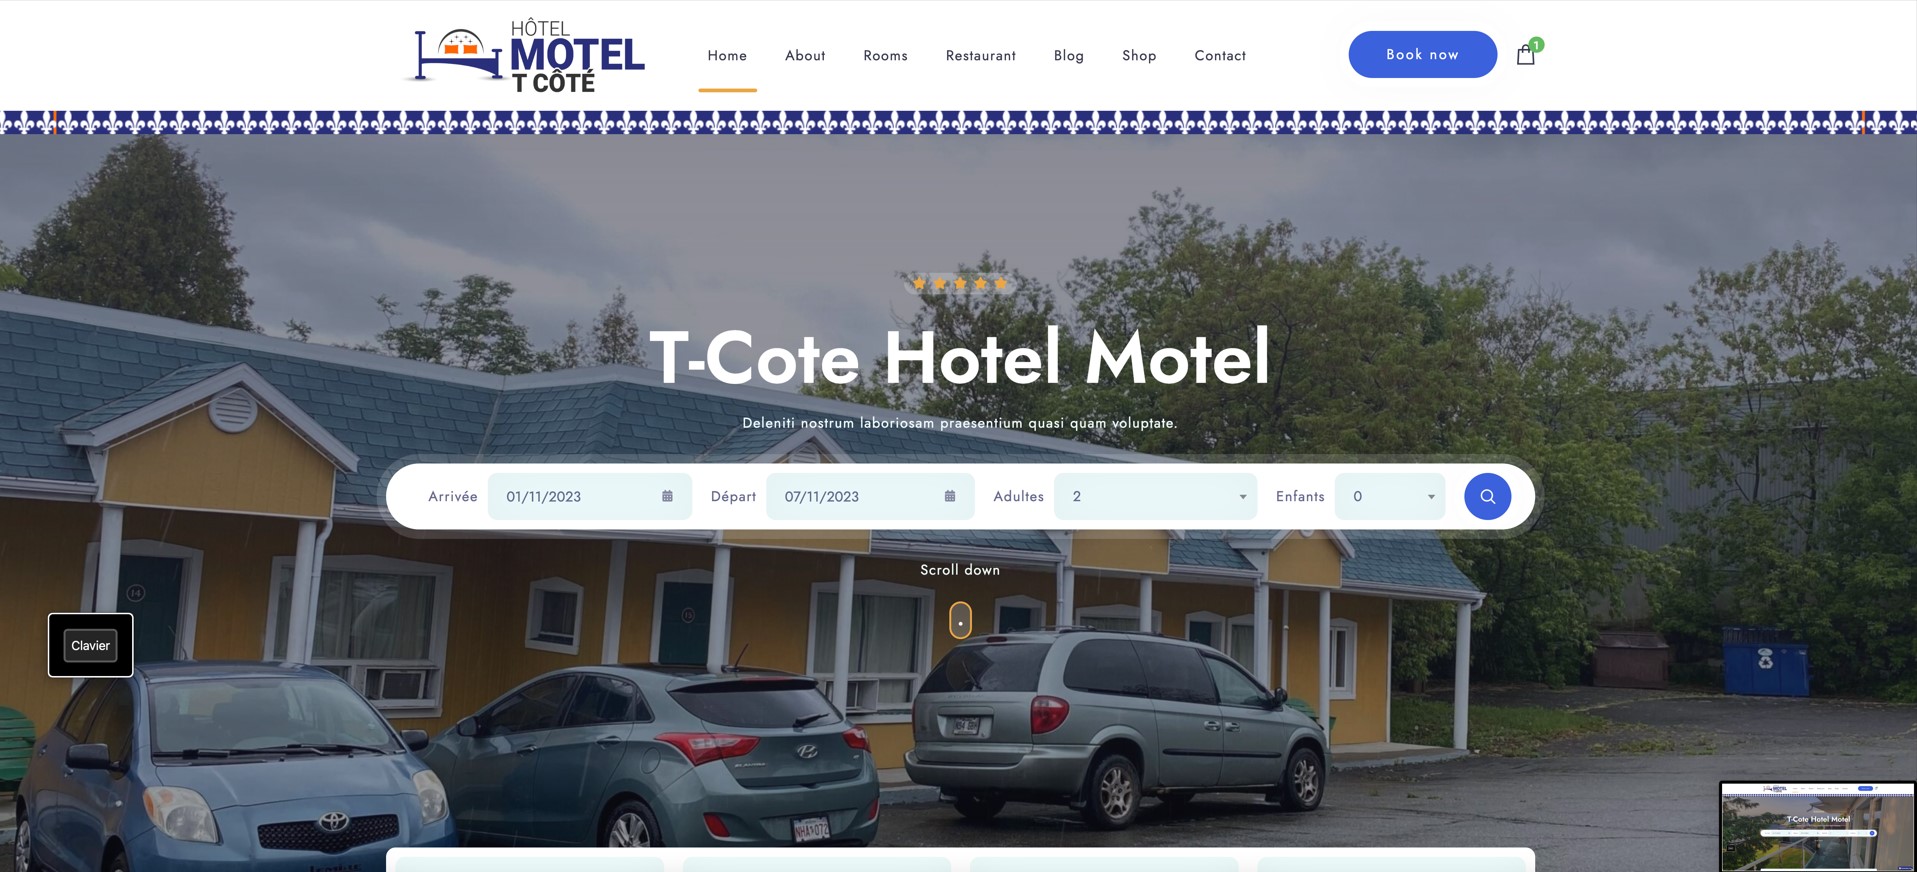 HÔTEL
MOTEL
T CÔTÉ
Home About Rooms Restaurant Blog Shop Contact
Book now
1
T-Cote Hotel Motel
Deleniti nostrum laboriosam praesentium quasi quam voluptate.
Arrivée 01/11/2023 Départ 07/11/2023 Adultes 2 Enfants 0
Scroll down
14
13
Clavier
T-Cote Hotel Motel